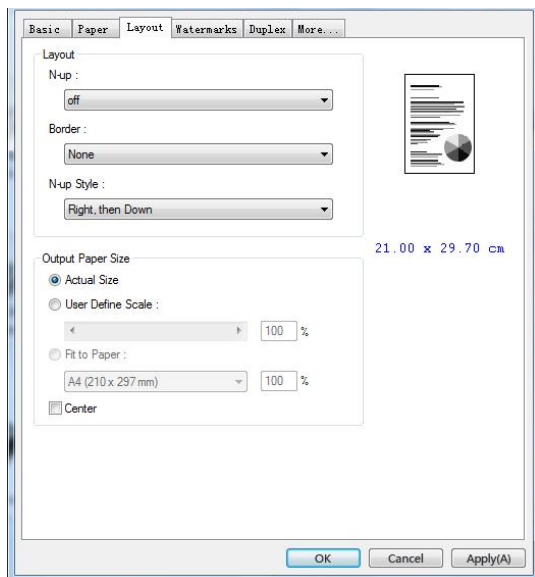 Basic Paper Layout Watermarks Duplex More...
Layout
N-up :
off
Border :
None
N-up Style :
Right, then Down
21.00 x 29.70 cm
Output Paper Size
Actual Size
User Define Scale :
100 %
Fit to Paper :
A4 (210 x 297 mm) 100 %
Center
OK Cancel Apply(A)